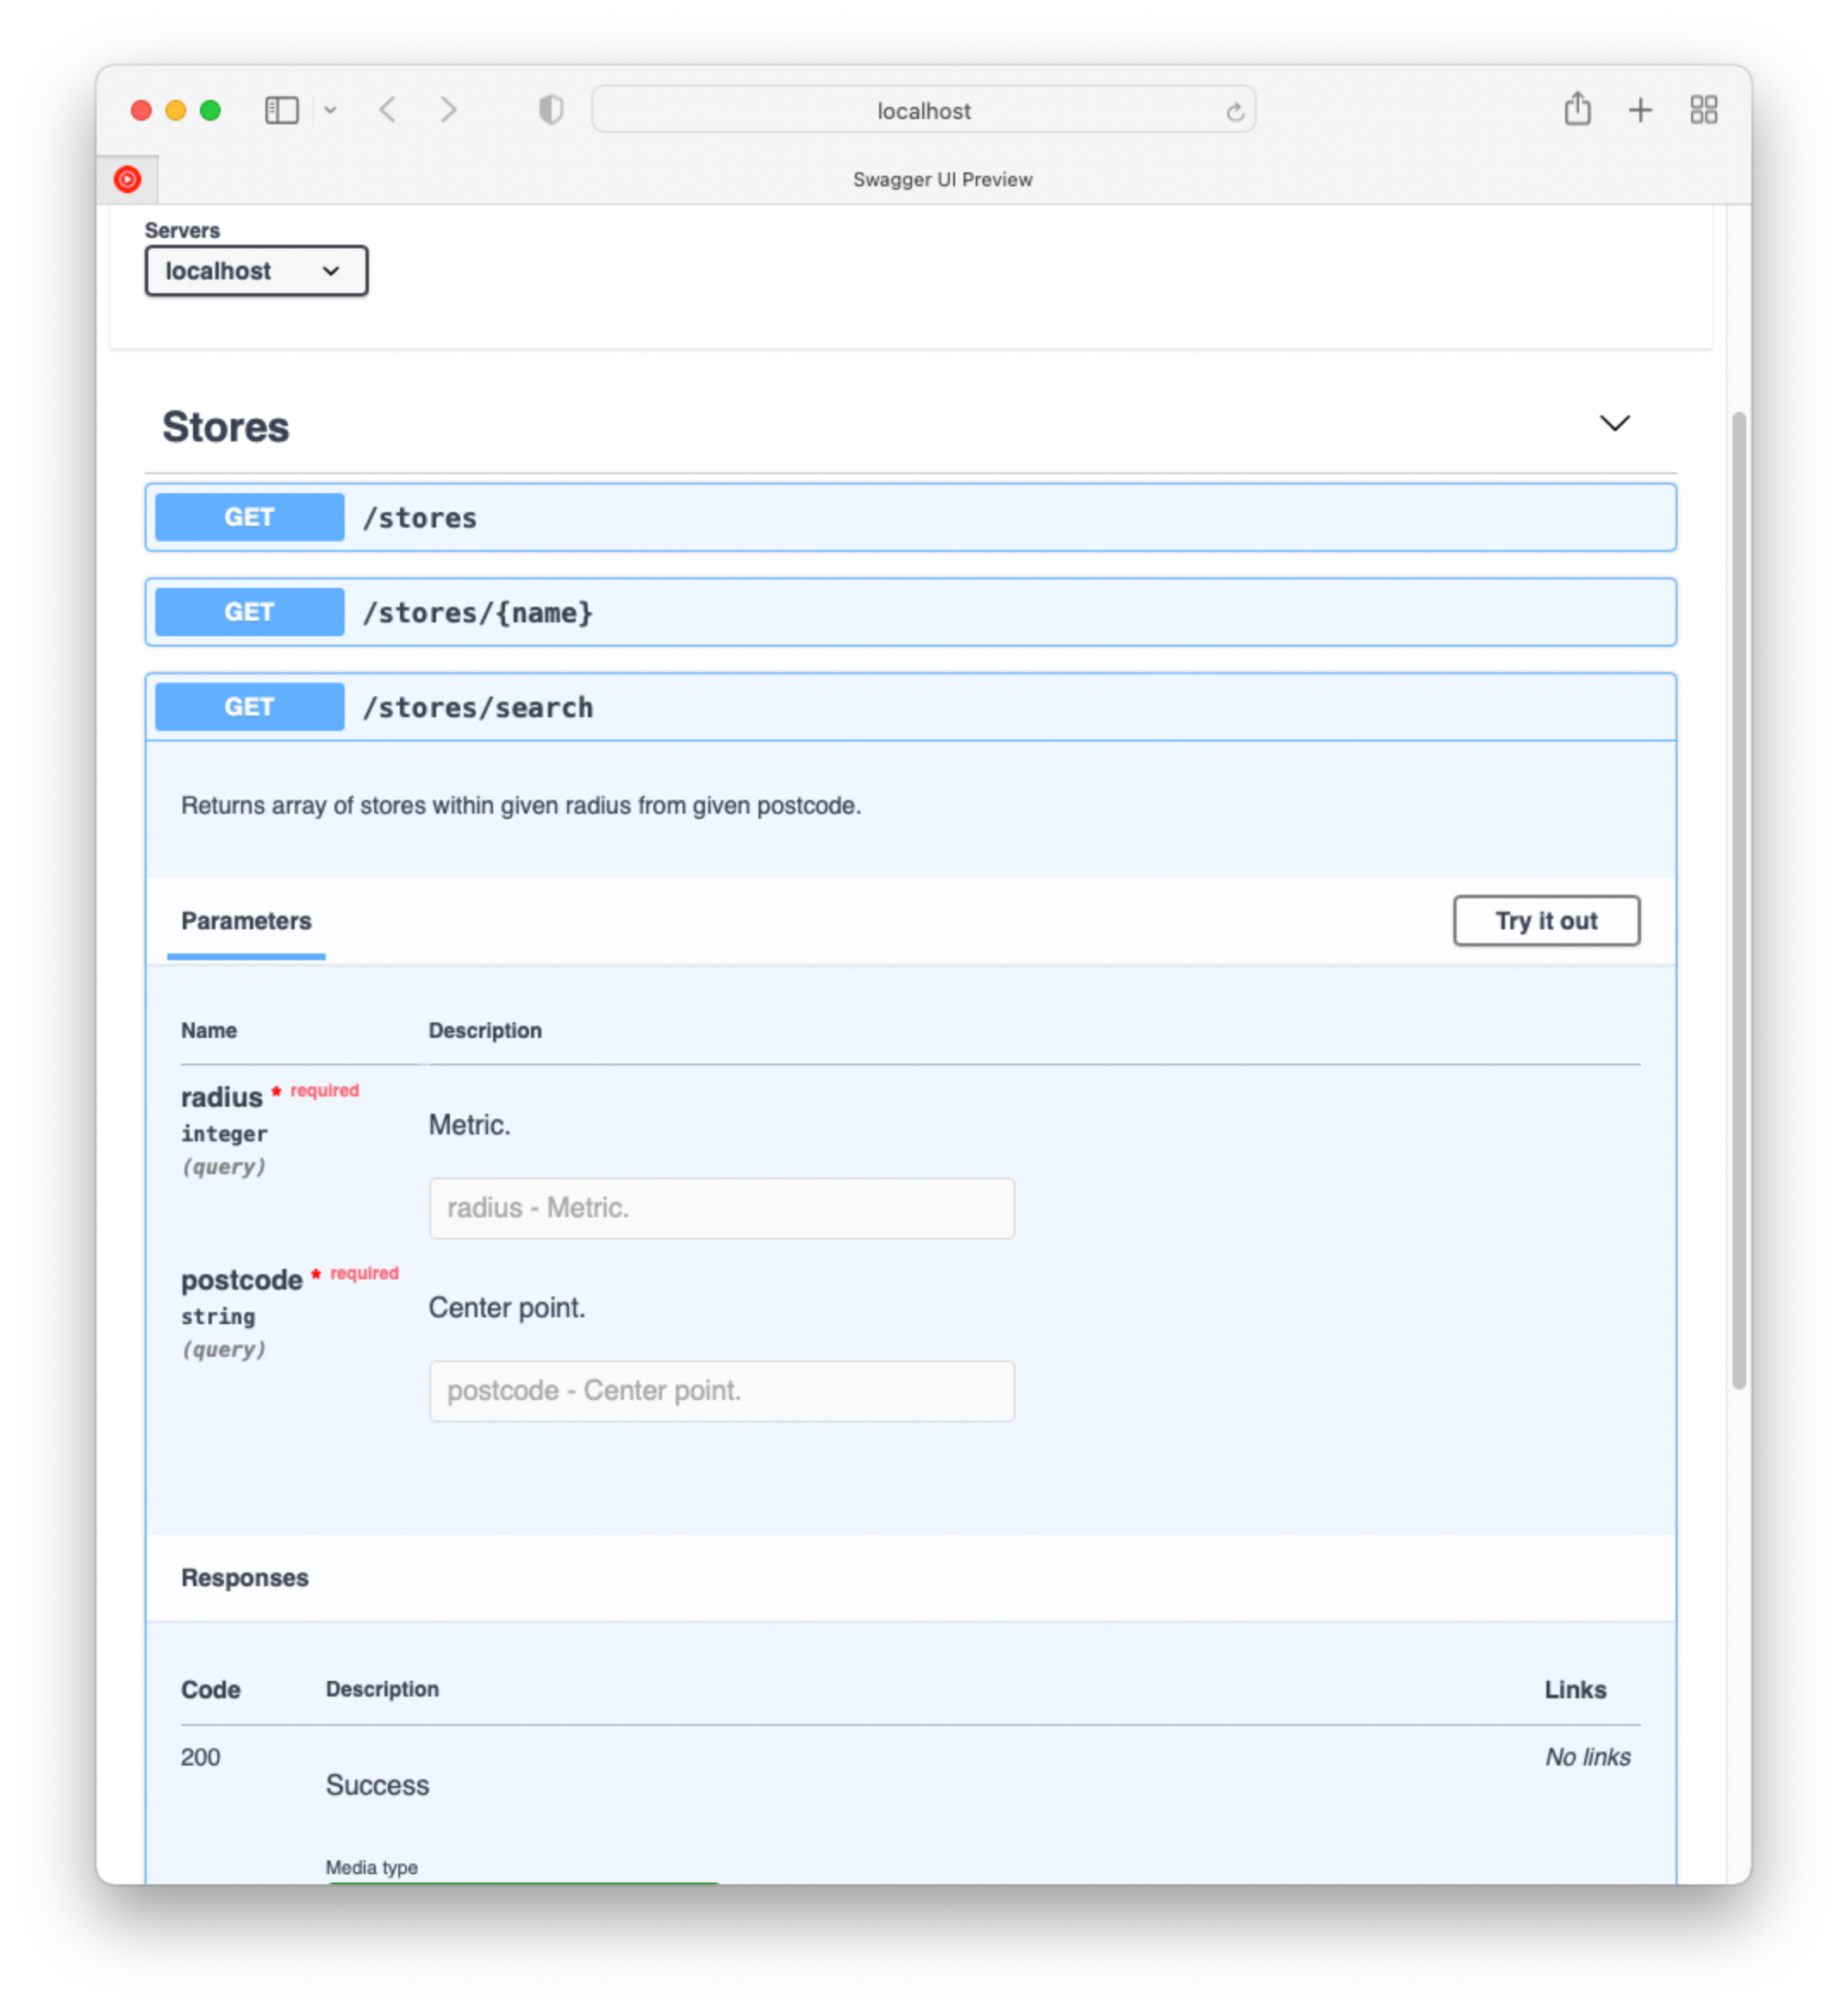 localhost
Swagger UI Preview
Servers
localhost
Stores
GET /stores
GET /stores/{name}
GET /stores/search
Returns array of stores within given radius from given postcode.
Parameters
Try it out
Name Description
radius * required
integer
(query)
Metric.
radius - Metric.
postcode * required
string
(query)
Center point.
postcode - Center point.
Responses
Code Description Links
200 No links
Success
Media type